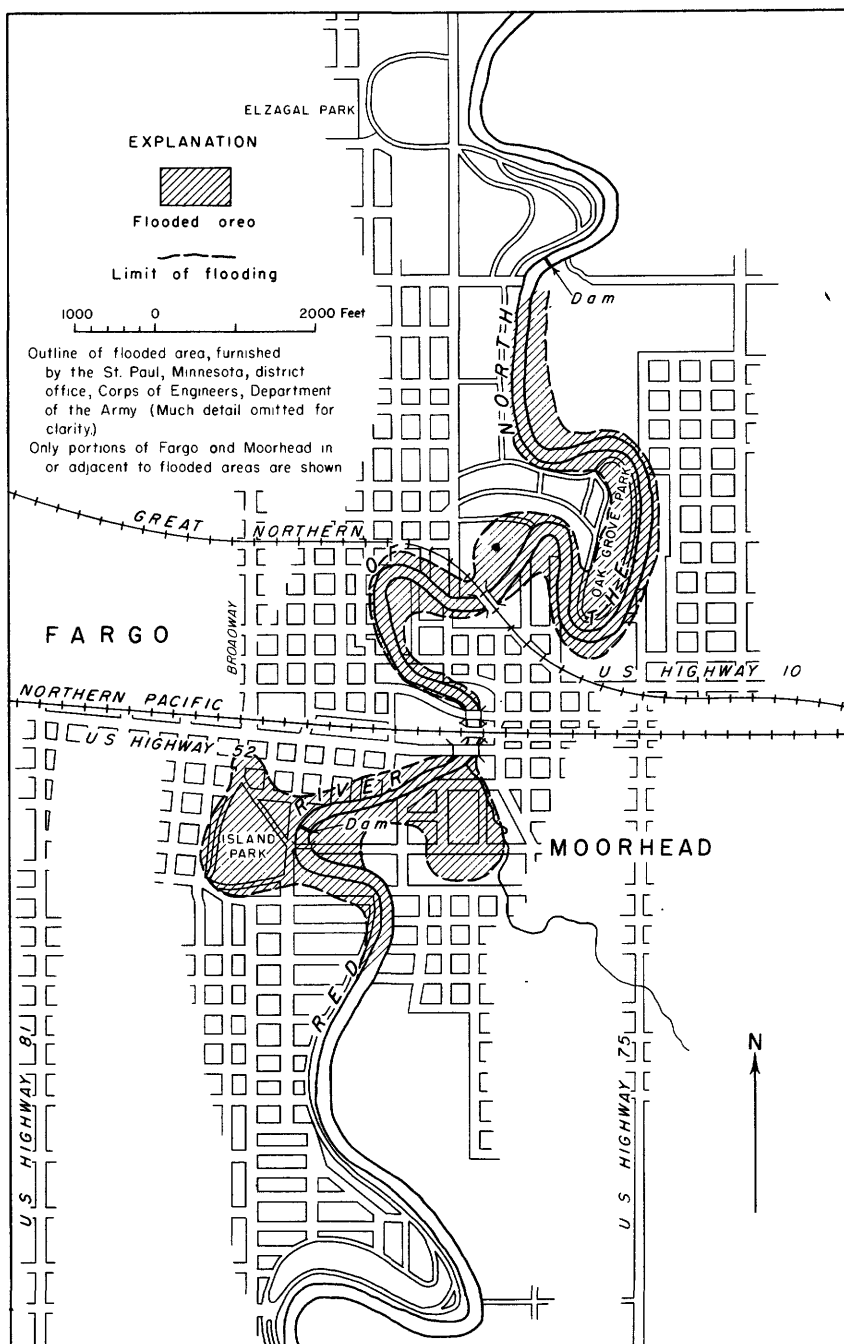 ELZAGAL PARK
EXPLANATION
Flooded area
Limit of flooding
1000 0 2000 Feet
Outline of flooded area, furnished
by the St. Paul, Minnesota, district
office, Corps of Engineers, Department
of the Army (Much detail omitted for
clarity.)
Only portions of Fargo and Moorhead in
or adjacent to flooded areas are shown
Dam
NORTH
GREAT NORTHERN
OAK GROVE PARK
OF THE
FARGO
BROADWAY
US HIGHWAY 10
NORTHERN PACIFIC
US HIGHWAY 52
RIVER
Dam
ISLAND
PARK
MOORHEAD
RED
US HIGHWAY 81
US HIGHWAY 75
N